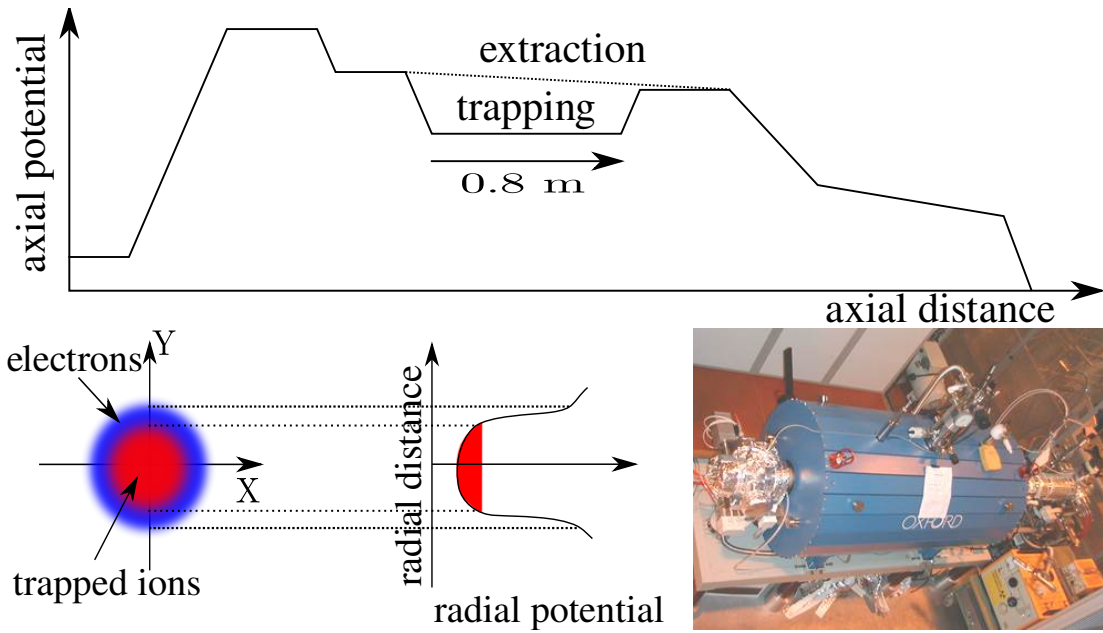 axial potential
extraction
trapping
0.8 m
axial distance
electrons
Y
X
trapped ions
radial distance
radial potential
OXFORD